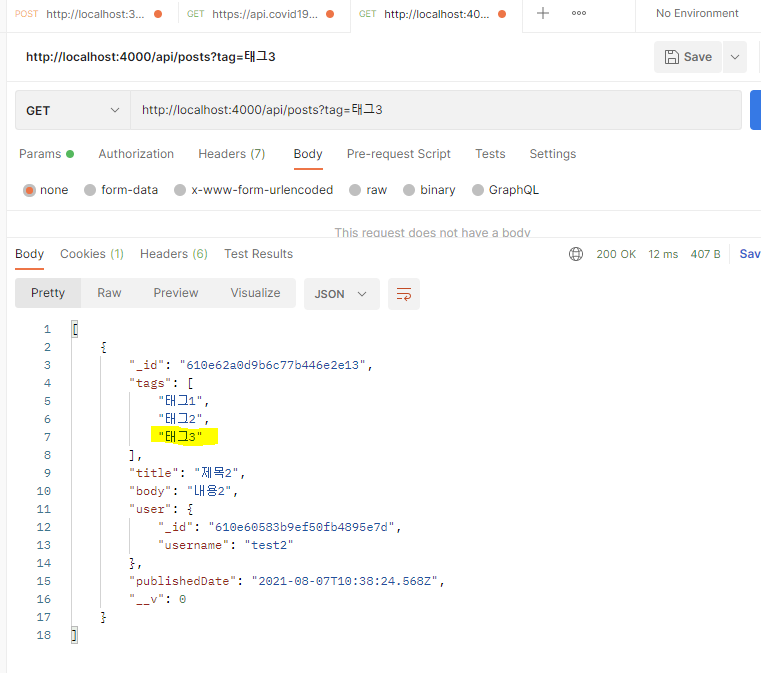 POST http://localhost:3... GET https://api.covid19... GET http://localhost:40... No Environment
http://localhost:4000/api/posts?tag=태그3 Save
GET http://localhost:4000/api/posts?tag=태그3
Params Authorization Headers (7) Body Pre-request Script Tests Settings
none form-data x-www-form-urlencoded raw binary GraphQL
This request does not have a body
Body Cookies (1) Headers (6) Test Results 200 OK 12 ms 407 B Sav
Pretty Raw Preview Visualize JSON
1 [
2 {
3 "_id": "610e62a0d9b6c77b446e2e13",
4 "tags": [
5 "태그1",
6 "태그2",
7 "태그3"
8 ],
9 "title": "제목2",
10 "body": "내용2",
11 "user": {
12 "_id": "610e60583b9ef50fb4895e7d",
13 "username": "test2"
14 },
15 "publishedDate": "2021-08-07T10:38:24.568Z",
16 "__v": 0
17 }
18 ]